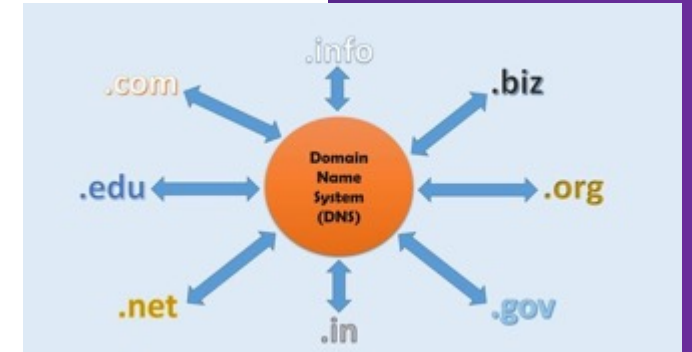 .info
.com
.biz
Domain
Name
System
(DNS)
.edu
.org
.net
.gov
.in